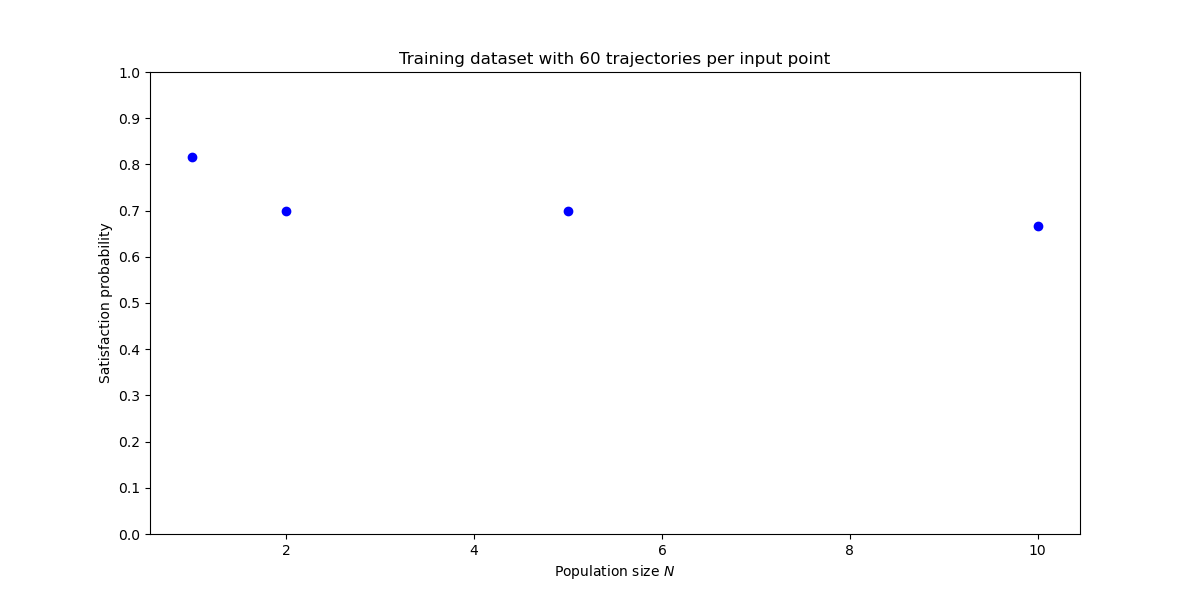 Training dataset with 60 trajectories per input point
1.0
0.9
0.8
0.7
0.6
0.5
0.4
0.3
0.2
0.1
0.0
Satisfaction probability
2 4 6 8 10
Population size N